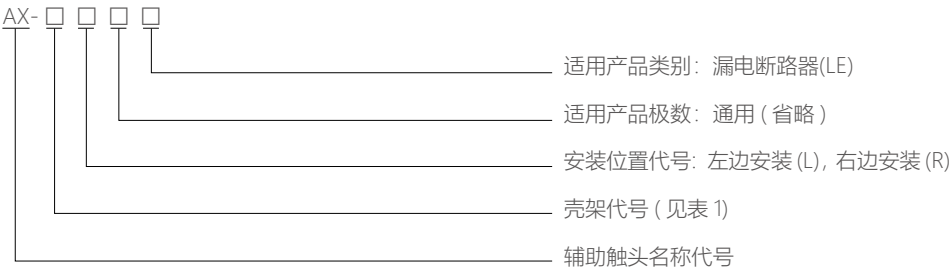 AX-□ □ □ □
适用产品类别：漏电断路器(LE)
适用产品极数：通用 ( 省略 )
安装位置代号: 左边安装 (L), 右边安装 (R)
壳架代号 ( 见表 1)
辅助触头名称代号